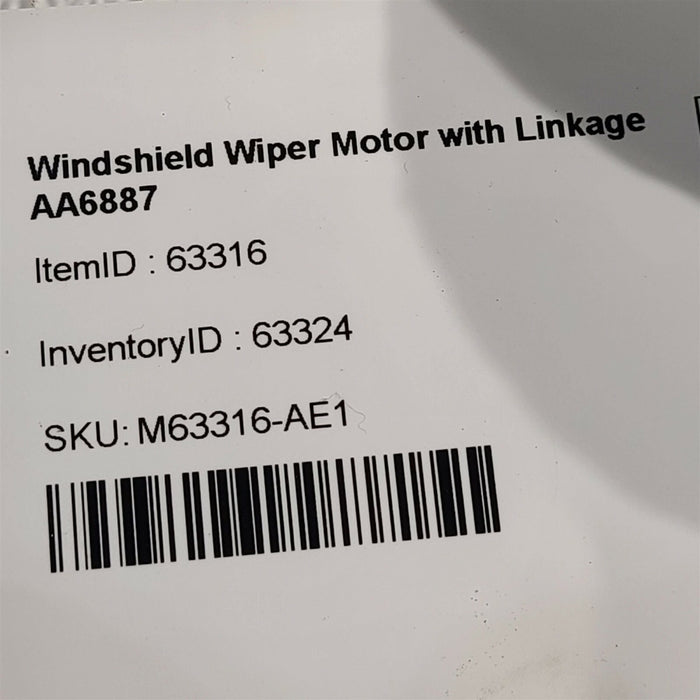 Windshield Wiper Motor with Linkage
AA6887
ItemID : 63316
InventoryID : 63324
SKU: M63316-AE1